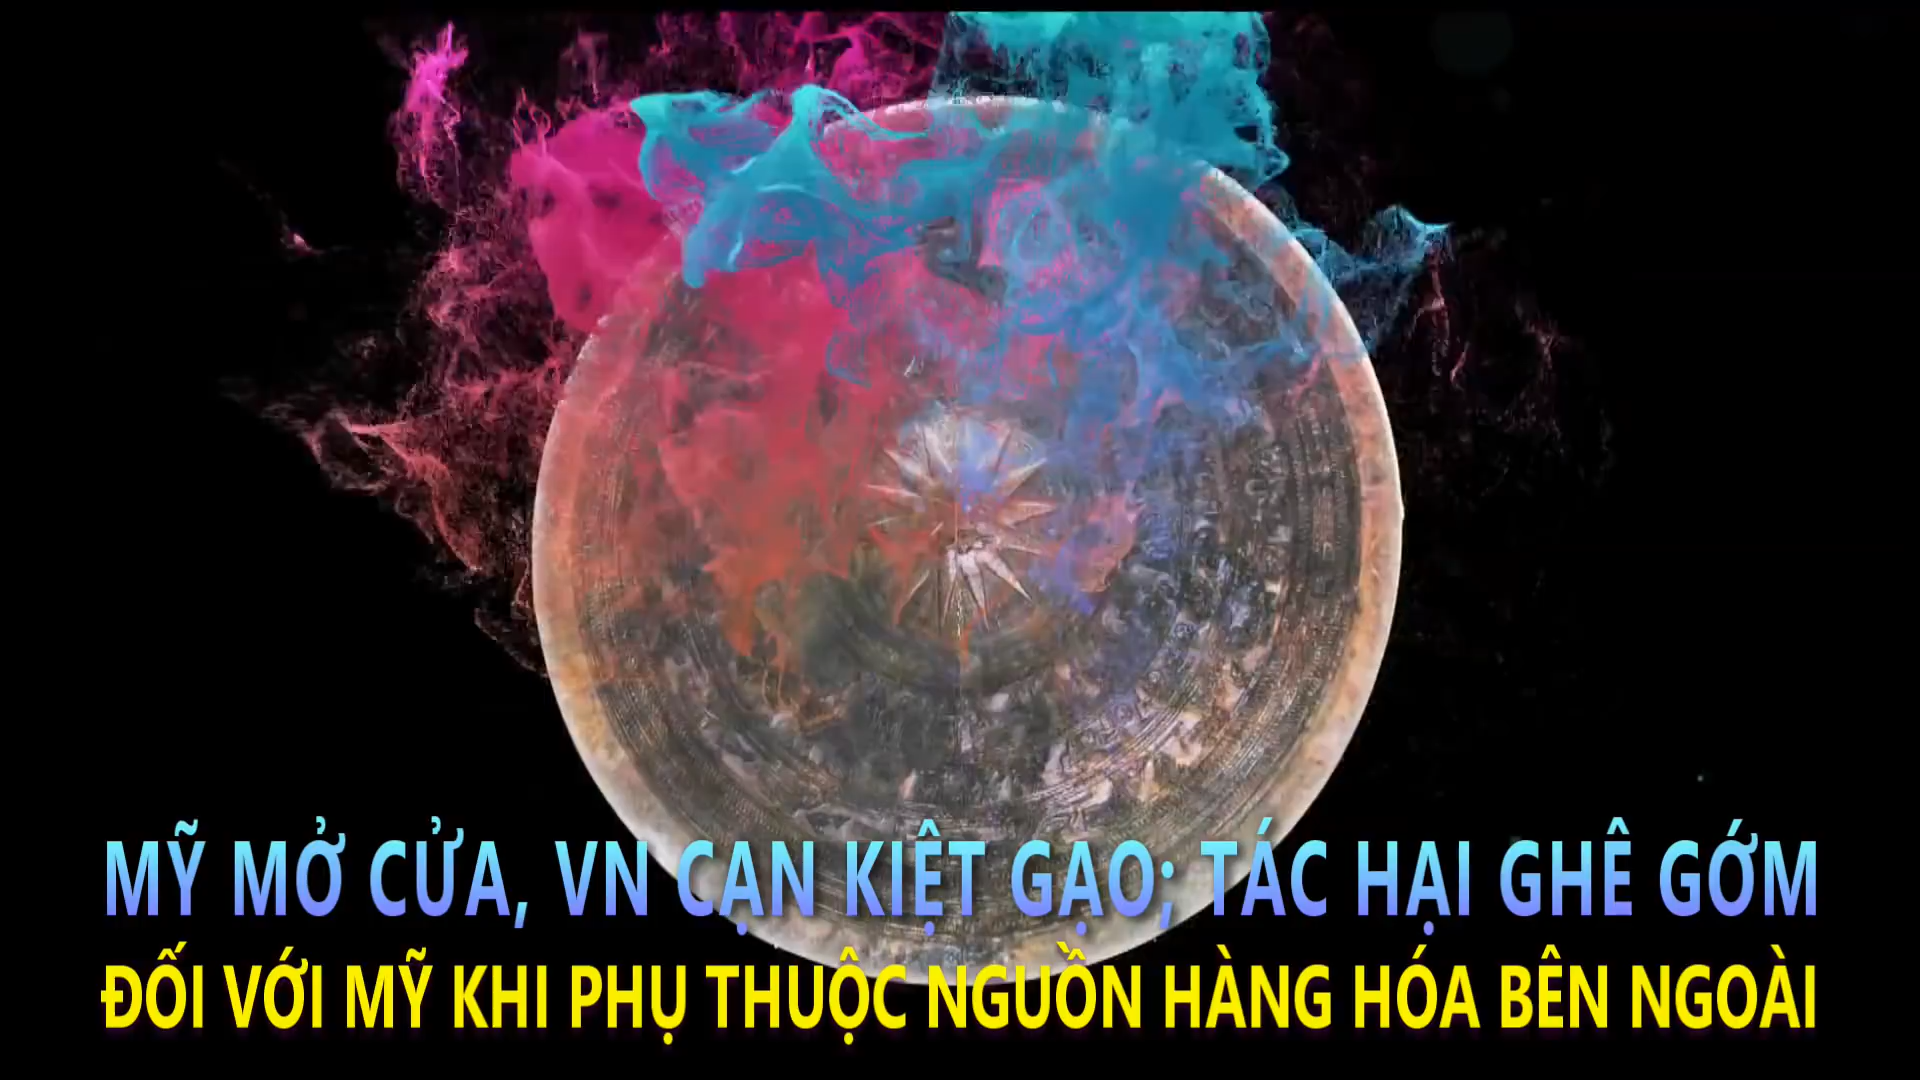 MỸ MỞ CỬA, VN CẠN KIỆT GẠO; TÁC HẠI GHÊ GỚM
ĐỐI VỚI MỸ KHI PHỤ THUỘC NGUỒN HÀNG HÓA BÊN NGOÀI